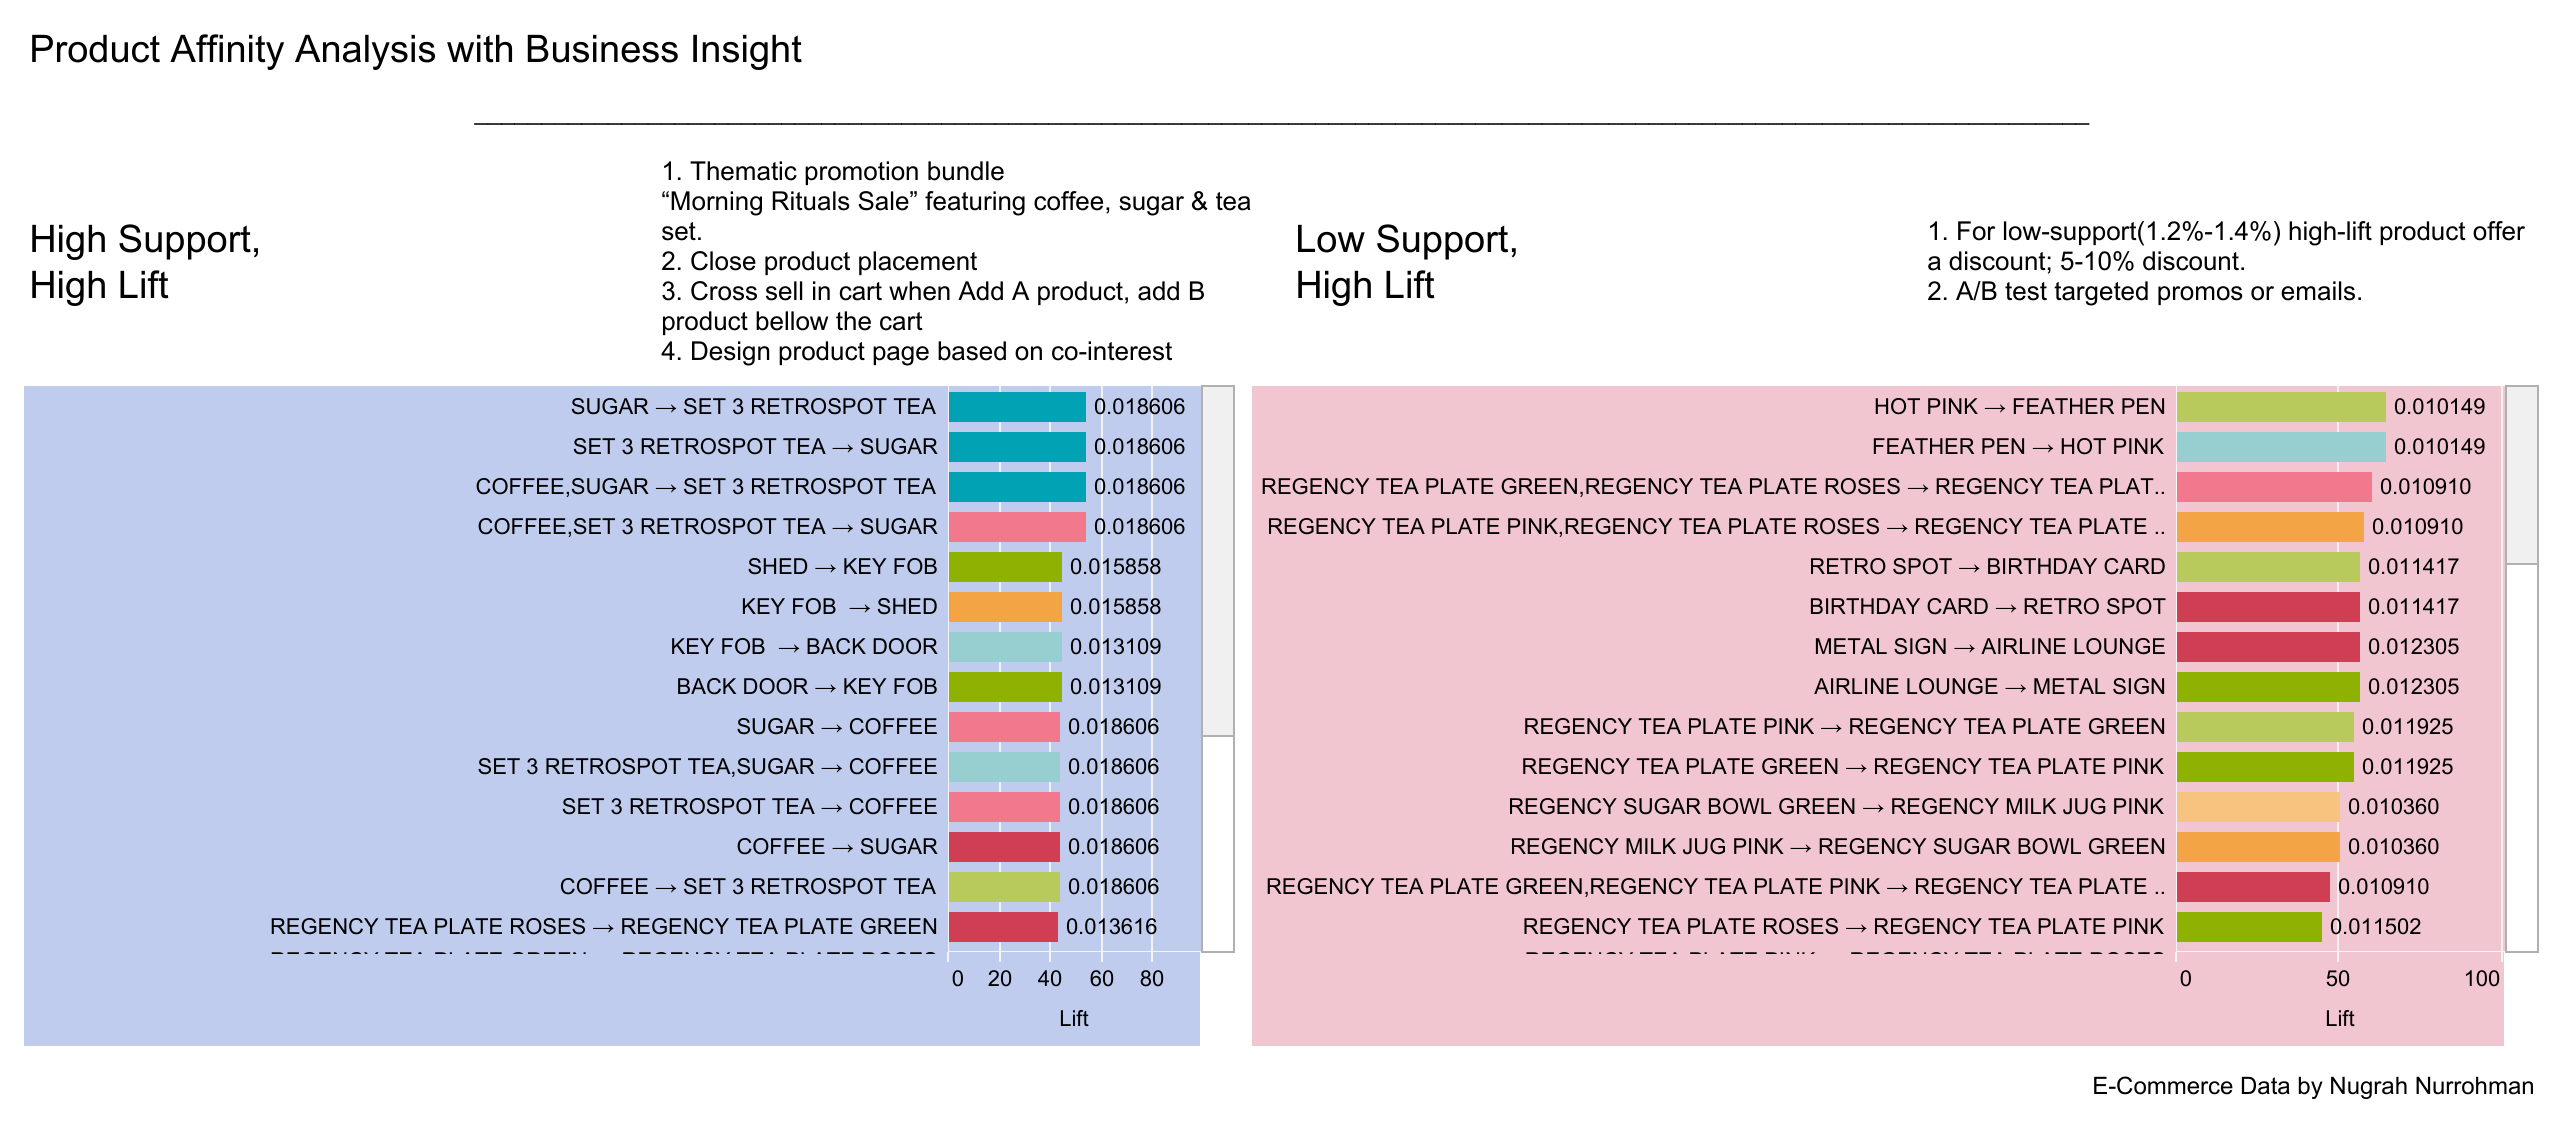 Product Affinity Analysis with Business Insight
High Support,
High Lift
1. Thematic promotion bundle
“Morning Rituals Sale” featuring coffee, sugar & tea
set.
2. Close product placement
3. Cross sell in cart when Add A product, add B
product bellow the cart
4. Design product page based on co-interest
Low Support,
High Lift
1. For low-support(1.2%-1.4%) high-lift product offer
a discount; 5-10% discount.
2. A/B test targeted promos or emails.
SUGAR → SET 3 RETROSPOT TEA 0.018606
SET 3 RETROSPOT TEA → SUGAR 0.018606
COFFEE,SUGAR → SET 3 RETROSPOT TEA 0.018606
COFFEE,SET 3 RETROSPOT TEA → SUGAR 0.018606
SHED → KEY FOB 0.015858
KEY FOB → SHED 0.015858
KEY FOB → BACK DOOR 0.013109
BACK DOOR → KEY FOB 0.013109
SUGAR → COFFEE 0.018606
SET 3 RETROSPOT TEA,SUGAR → COFFEE 0.018606
SET 3 RETROSPOT TEA → COFFEE 0.018606
COFFEE → SUGAR 0.018606
COFFEE → SET 3 RETROSPOT TEA 0.018606
REGENCY TEA PLATE ROSES → REGENCY TEA PLATE GREEN 0.013616
0 20 40 60 80
Lift
HOT PINK → FEATHER PEN 0.010149
FEATHER PEN → HOT PINK 0.010149
REGENCY TEA PLATE GREEN,REGENCY TEA PLATE ROSES → REGENCY TEA PLAT.. 0.010910
REGENCY TEA PLATE PINK,REGENCY TEA PLATE ROSES → REGENCY TEA PLATE .. 0.010910
RETRO SPOT → BIRTHDAY CARD 0.011417
BIRTHDAY CARD → RETRO SPOT 0.011417
METAL SIGN → AIRLINE LOUNGE 0.012305
AIRLINE LOUNGE → METAL SIGN 0.012305
REGENCY TEA PLATE PINK → REGENCY TEA PLATE GREEN 0.011925
REGENCY TEA PLATE GREEN → REGENCY TEA PLATE PINK 0.011925
REGENCY SUGAR BOWL GREEN → REGENCY MILK JUG PINK 0.010360
REGENCY MILK JUG PINK → REGENCY SUGAR BOWL GREEN 0.010360
REGENCY TEA PLATE GREEN,REGENCY TEA PLATE PINK → REGENCY TEA PLATE .. 0.010910
REGENCY TEA PLATE ROSES → REGENCY TEA PLATE PINK 0.011502
0 50 100
Lift
E-Commerce Data by Nugrah Nurrohman